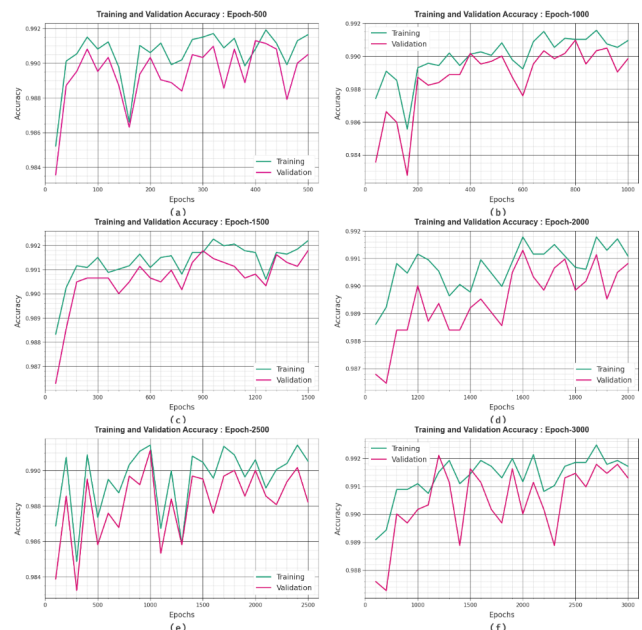 Training and Validation Accuracy : Epoch-500
0.992
0.990
0.988
0.986
0.984
Accuracy
Training
Validation
0 100 200 300 400 500
Epochs
(a)
Training and Validation Accuracy : Epoch-1000
0.992
0.990
0.988
0.986
0.984
Accuracy
Training
Validation
0 200 400 600 800 1000
Epochs
(b)
Training and Validation Accuracy : Epoch-1500
0.992
0.991
0.990
0.989
0.988
0.987
Accuracy
Training
Validation
0 300 600 900 1200 1500
Epochs
(c)
Training and Validation Accuracy : Epoch-2000
0.992
0.991
0.990
0.989
0.988
0.987
Accuracy
Training
Validation
0 1200 1400 1600 1800 2000
Epochs
(d)
Training and Validation Accuracy : Epoch-2500
0.990
0.988
0.986
0.984
Accuracy
Training
Validation
0 500 1000 1500 2000 2500
Epochs
(e)
Training and Validation Accuracy : Epoch-3000
0.992
0.991
0.990
0.989
0.988
Accuracy
Training
Validation
0 1000 1500 2000 2500 3000
Epochs
(f)